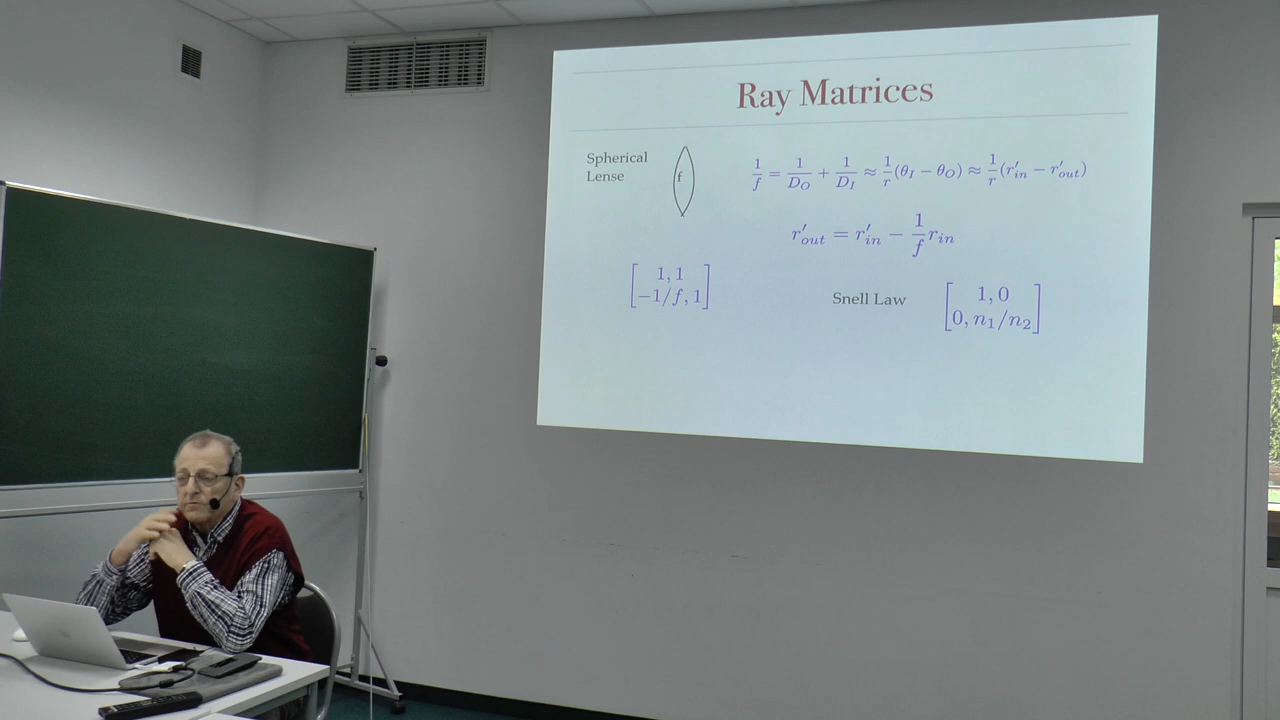 Ray Matrices
Spherical
Lense
f
1/f = 1/D_O + 1/D_I ≈ 1/r(θ_I − θ_O) ≈ 1/r(r′_in − r′_out)
r′_out = r′_in − 1/f r_in
[1, 1
−1/f, 1]
Snell Law
[1, 0
0, n_1/n_2]